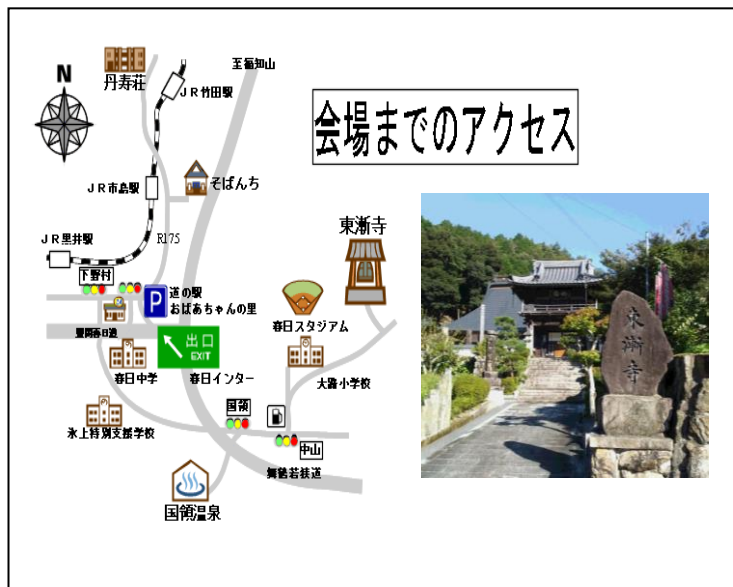 会場までのアクセス
N
丹寿荘
至福知山
JR竹田駅
そばんち
JR市島駅
R175
JR黒井駅
下野村
P
道の駅
おばあちゃんの里
東漸寺
春日スタジアム
豊岡春日道
出口
EXIT
春日中学
春日インター
大路小学校
氷上特別支援学校
国領
中山
舞鶴若狭道
国領温泉
東漸寺